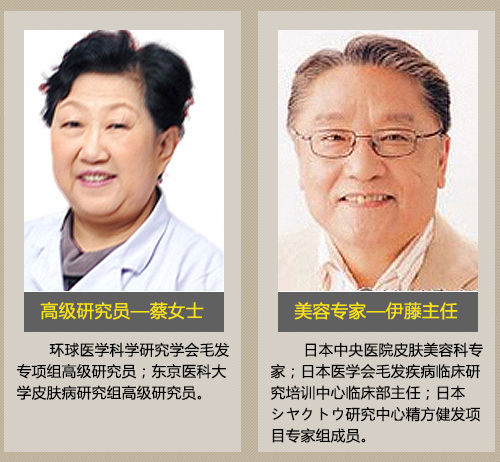 高级研究员—蔡女士
环球医学科学研究学会毛发
专项组高级研究员；东京医科大
学皮肤病研究组高级研究员。
美容专家—伊藤主任
日本中央医院皮肤美容科专
家；日本医学会毛发疾病临床研
究培训中心临床部主任；日本
シヤクトウ研究中心精方健发项
目专家组成员。